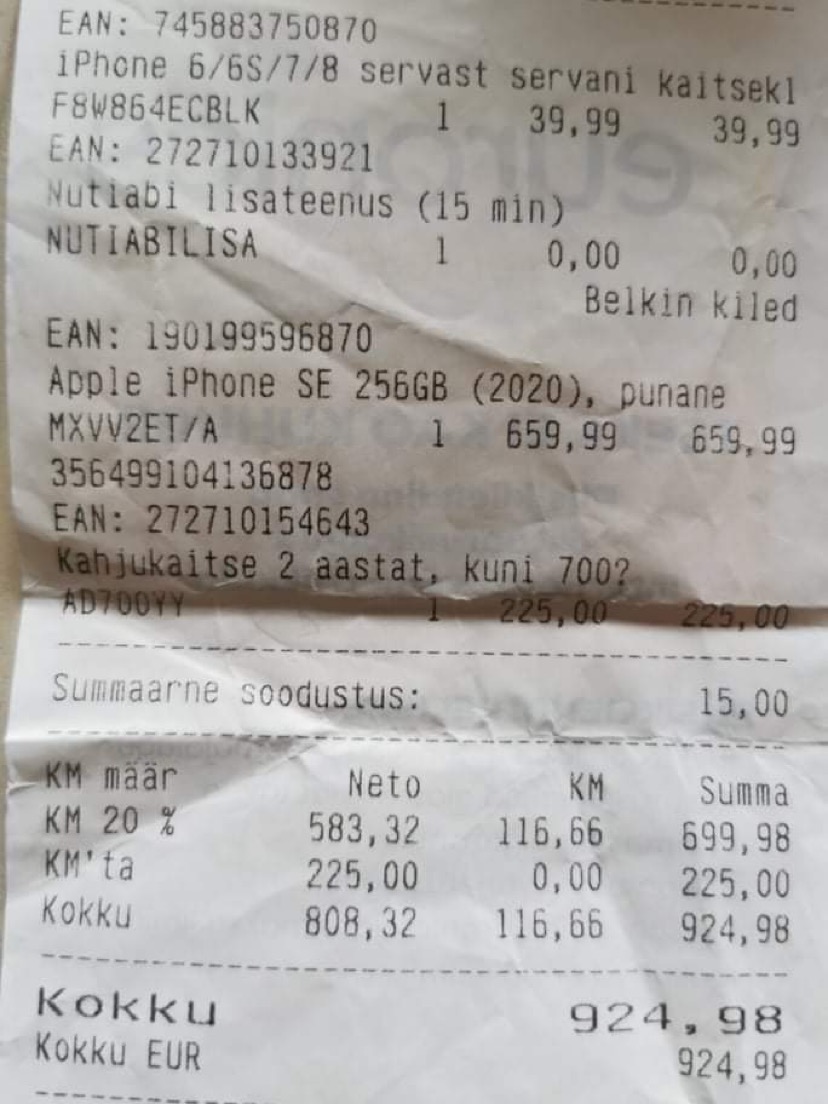 EAN: 745883750870
iPhone 6/6S/7/8 servast servani kaitsekl
F8W864ECBLK 1 39,99 39,99
EAN: 272710133921
Nutiabi lisateenus (15 min)
NUTIABILISA 1 0,00 0,00
Belkin kiled
EAN: 190199596870
Apple iPhone SE 256GB (2020), punane
MXVV2ET/A 1 659,99 659,99
356499104136878
EAN: 272710154643
Kahjukaitse 2 aastat, kuni 700?
AD700YY 1 225,00 225,00
Summaarne soodustus: 15,00
KM määr Neto KM Summa
KM 20 % 583,32 116,66 699,98
KM'ta 225,00 0,00 225,00
Kokku 808,32 116,66 924,98
Kokku 924,98
Kokku EUR 924,98